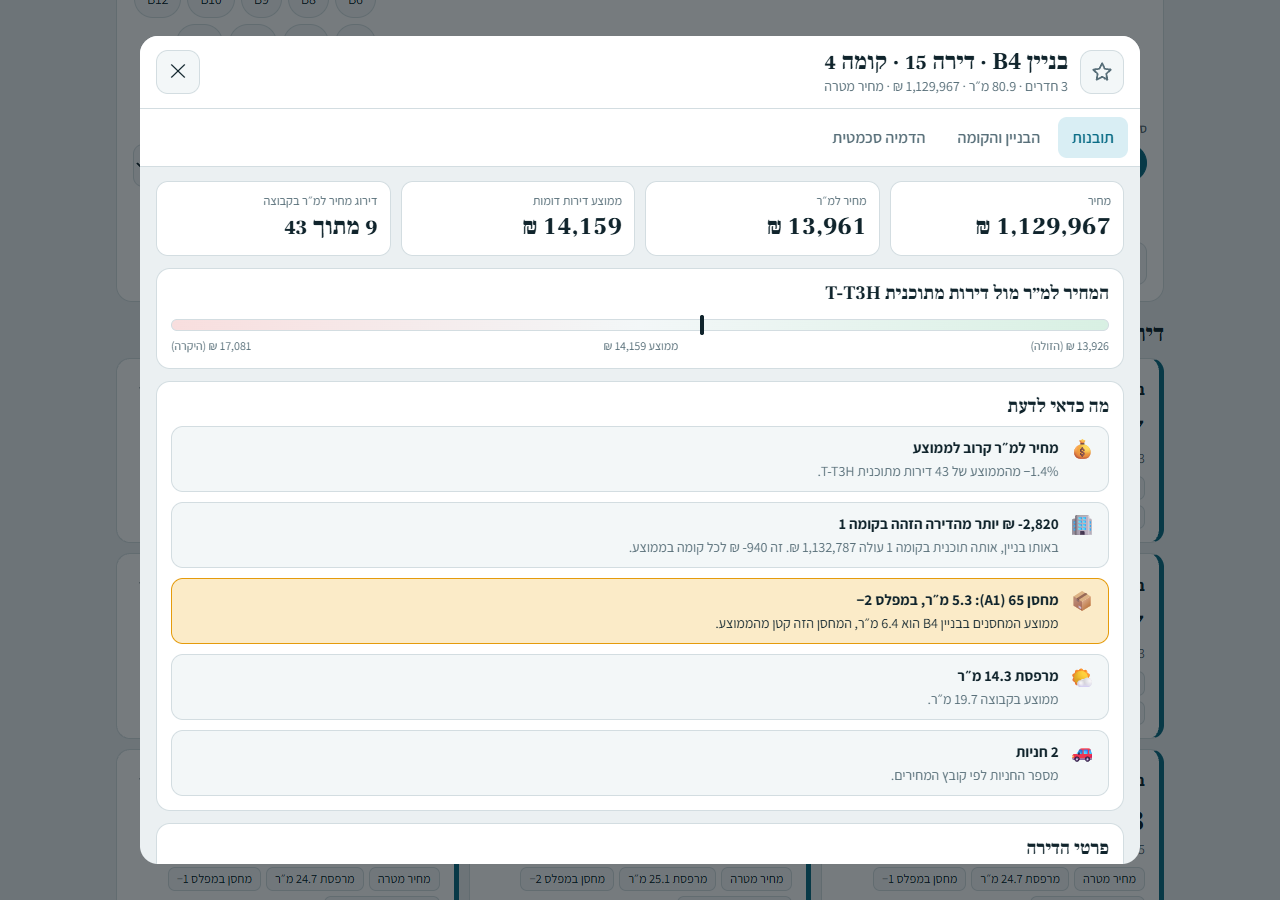 B12
B10
B9
B8
B6
בניין B4 · דירה 15 · קומה 4
3 חדרים · 80.9 מ״ר · 1,129,967 ₪ · מחיר מטרה
תובנות
הבניין והקומה
הדמיה סכמטית
מחיר
1,129,967 ₪
מחיר למ״ר
13,961 ₪
ממוצע דירות דומות
14,159 ₪
דירוג מחיר למ״ר בקבוצה
9 מתוך 43
המחיר למ״ר מול דירות מתוכנית T-T3H
13,926 ₪ (הזולה)
ממוצע 14,159 ₪
17,081 ₪ (היקרה)
מה כדאי לדעת
💰 מחיר למ״ר קרוב לממוצע
−1.4% מהממוצע של 43 דירות מתוכנית T-T3H.
🏢 -2,820 ₪ יותר מהדירה הזהה בקומה 1
באותו בניין, אותה תוכנית בקומה 1 עולה 1,132,787 ₪. זה -940 ₪ לכל קומה בממוצע.
📦 מחסן 65 (A1): 5.3 מ״ר, במפלס −2
ממוצע המחסנים בבניין B4 הוא 6.4 מ״ר, המחסן הזה קטן מהממוצע.
🌤️ מרפסת 14.3 מ״ר
ממוצע בקבוצה 19.7 מ״ר.
🚗 2 חניות
מספר החניות לפי קובץ המחירים.
פרטי הדירה
מחיר מטרה
מרפסת 24.7 מ״ר
מחסן במפלס −1
מחיר מטרה
מרפסת 25.1 מ״ר
מחסן במפלס −2
מחיר מטרה
מרפסת 24.7 מ״ר
מחסן במפלס −1